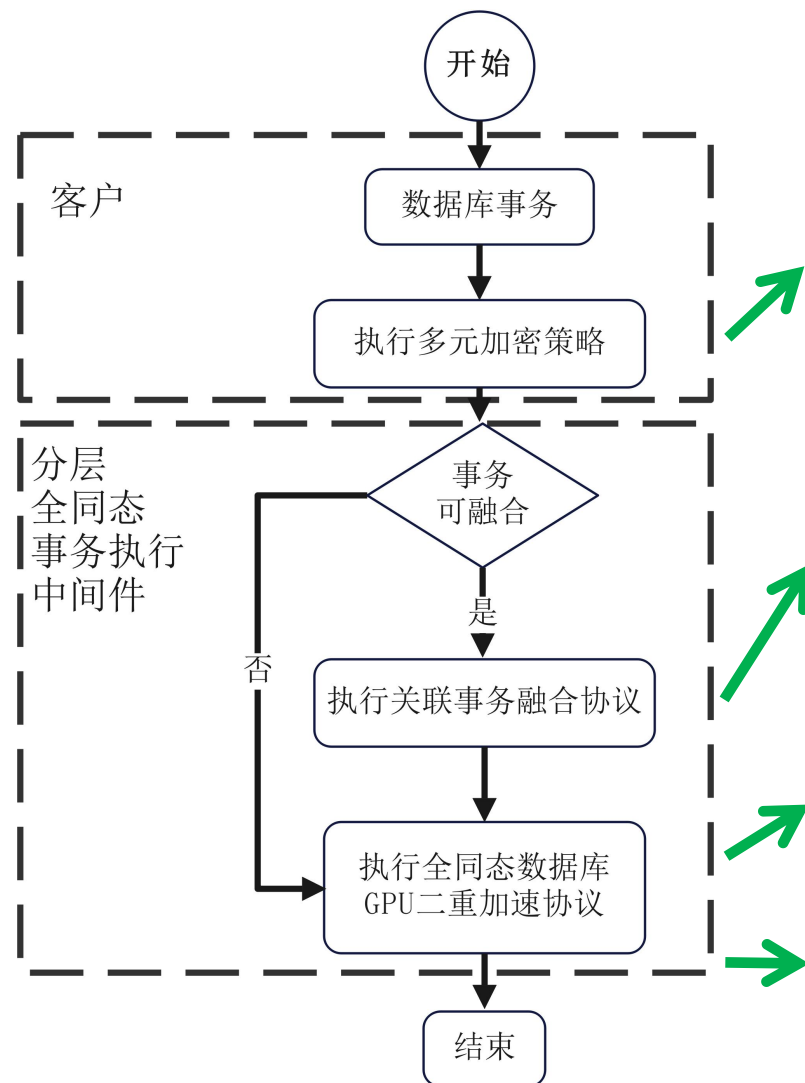 开始
客户
数据库事务
执行多元加密策略
分层
全同态
事务执行
中间件
事务
可融合
是
否
执行关联事务融合协议
执行全同态数据库
GPU二重加速协议
结束